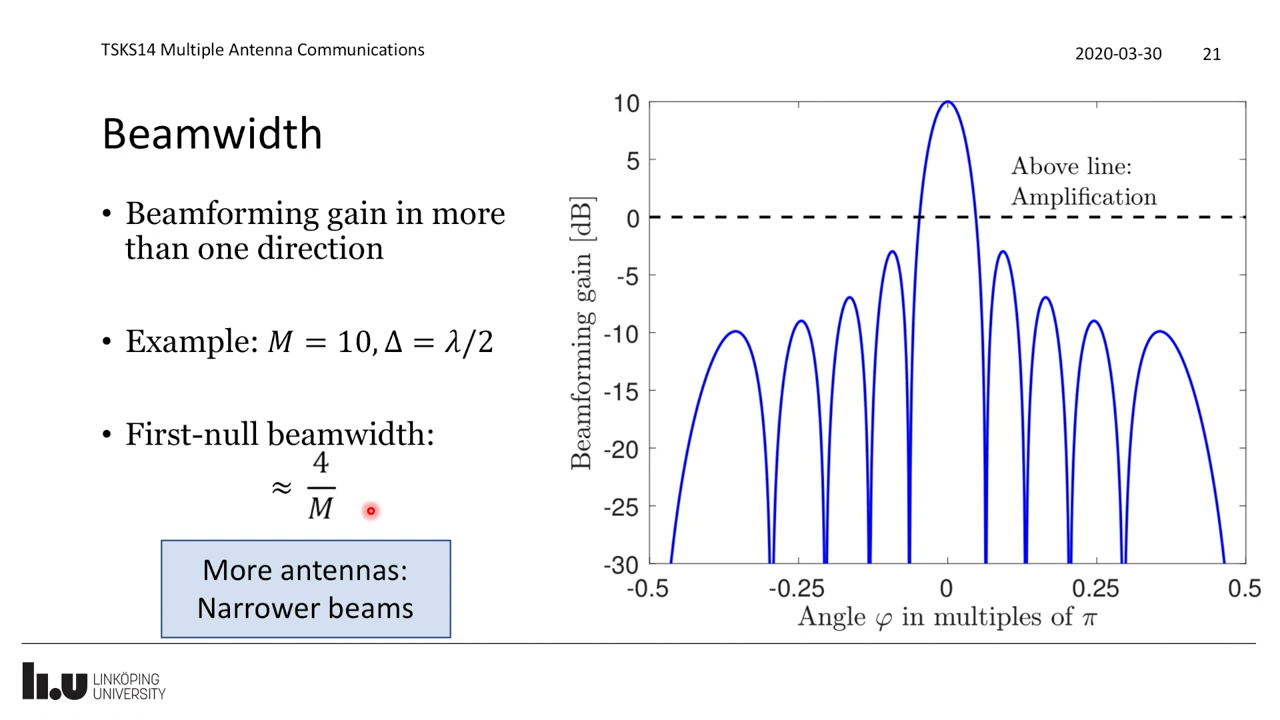 TSKS14 Multiple Antenna Communications
2020-03-30 21
Beamwidth
• Beamforming gain in more
than one direction
• Example: M = 10, Δ = λ/2
• First-null beamwidth:
≈ 4/M
More antennas:
Narrower beams
10
5
0
-5
-10
-15
-20
-25
-30
Beamforming gain [dB]
Above line:
Amplification
-0.5 -0.25 0 0.25 0.5
Angle φ in multiples of π
li.u LINKÖPING
UNIVERSITY